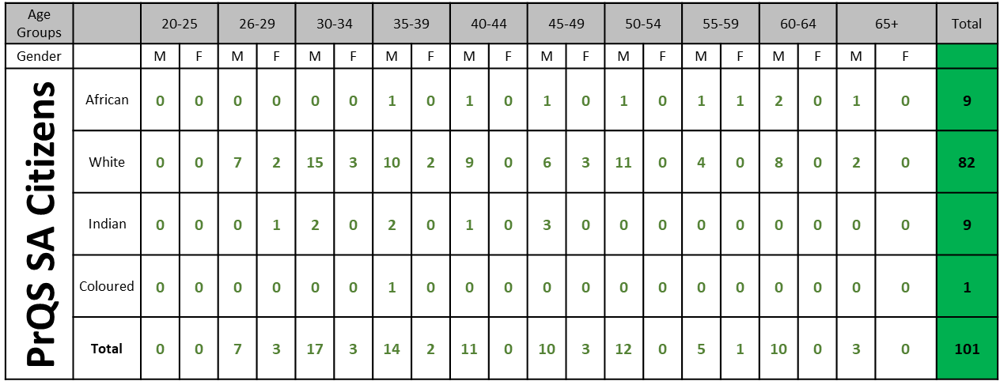 Age Groups 20-25 26-29 30-34 35-39 40-44 45-49 50-54 55-59 60-64 65+ Total
Gender M F M F M F M F M F M F M F M F M F M F
PrQS SA Citizens
African 0 0 0 0 0 0 1 0 1 0 1 0 1 0 1 1 2 0 1 0 9
White 0 0 7 2 15 3 10 2 9 0 6 3 11 0 4 0 8 0 2 0 82
Indian 0 0 0 1 2 0 2 0 1 0 3 0 0 0 0 0 0 0 0 0 9
Coloured 0 0 0 0 0 0 1 0 0 0 0 0 0 0 0 0 0 0 0 0 1
Total 0 0 7 3 17 3 14 2 11 0 10 3 12 0 5 1 10 0 3 0 101